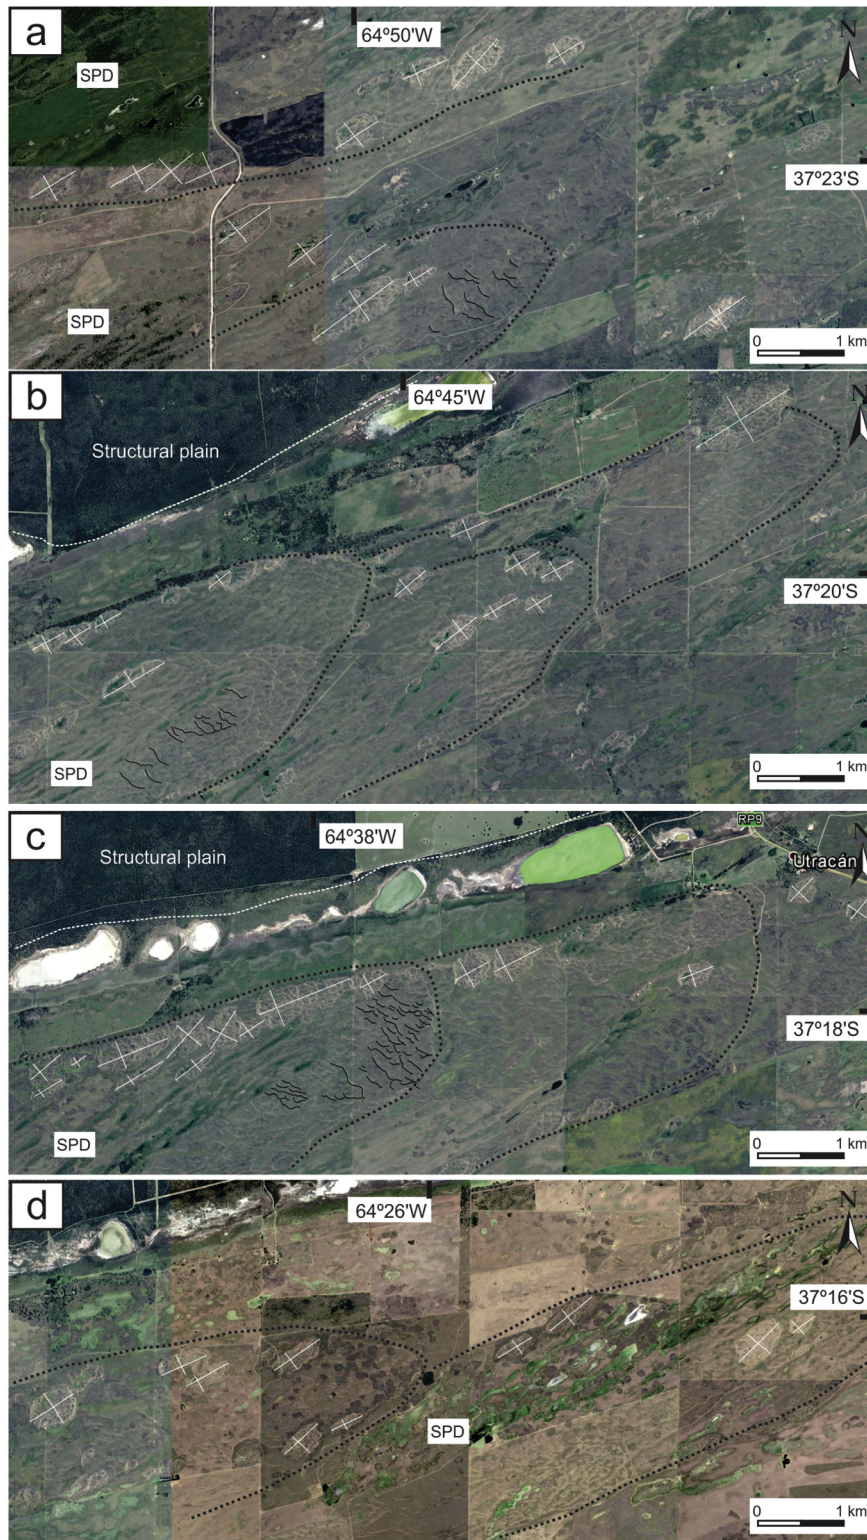 a
64º50'W
N
SPD
37º23'S
SPD
0 1 km
b
64º45'W
N
Structural plain
37º20'S
SPD
0 1 km
c
64º38'W
RP9
N
Structural plain
Utracán
37º18'S
SPD
0 1 km
d
64º26'W
N
37º16'S
SPD
0 1 km